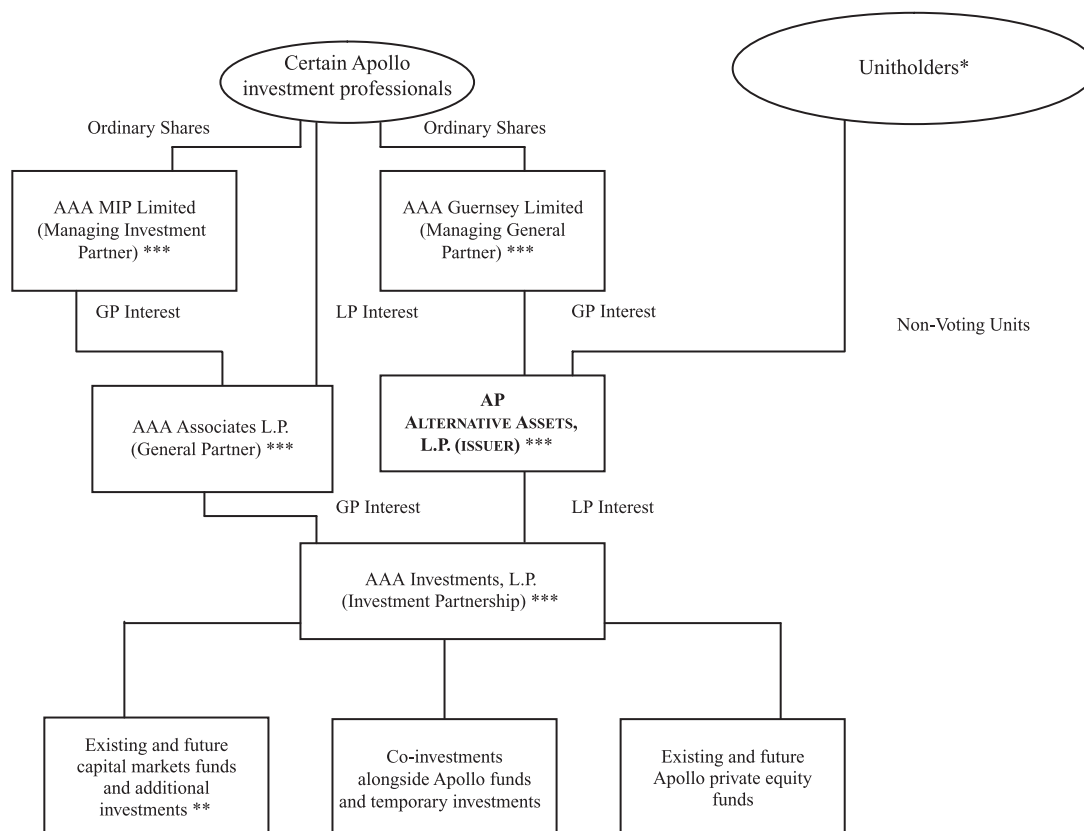 Certain Apollo
investment professionals
Unitholders*
Ordinary Shares
Ordinary Shares
AAA MIP Limited
(Managing Investment
Partner) ***
AAA Guernsey Limited
(Managing General
Partner) ***
GP Interest
LP Interest
GP Interest
Non-Voting Units
AAA Associates L.P.
(General Partner) ***
AP
ALTERNATIVE ASSETS,
L.P. (ISSUER) ***
GP Interest
LP Interest
AAA Investments, L.P.
(Investment Partnership) ***
Existing and future
capital markets funds
and additional
investments **
Co-investments
alongside Apollo funds
and temporary investments
Existing and future
Apollo private equity
funds